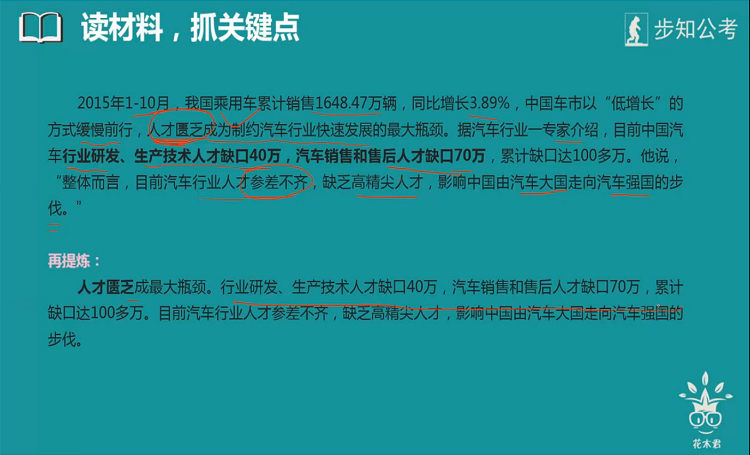 读材料，抓关键点
步知公考
2015年1-10月，我国乘用车累计销售1648.47万辆，同比增长3.89%，中国车市以“低增长”的
方式缓慢前行，人才匮乏成为制约汽车行业快速发展的最大瓶颈。据汽车行业一专家介绍，目前中国汽
车行业研发、生产技术人才缺口40万，汽车销售和售后人才缺口70万，累计缺口达100多万。他说，
“整体而言，目前汽车行业人才参差不齐，缺乏高精尖人才，影响中国由汽车大国走向汽车强国的步
伐。”
再提炼：
人才匮乏成最大瓶颈。行业研发、生产技术人才缺口40万，汽车销售和售后人才缺口70万，累计
缺口达100多万。目前汽车行业人才参差不齐，缺乏高精尖人才，影响中国由汽车大国走向汽车强国的
步伐。
花木君